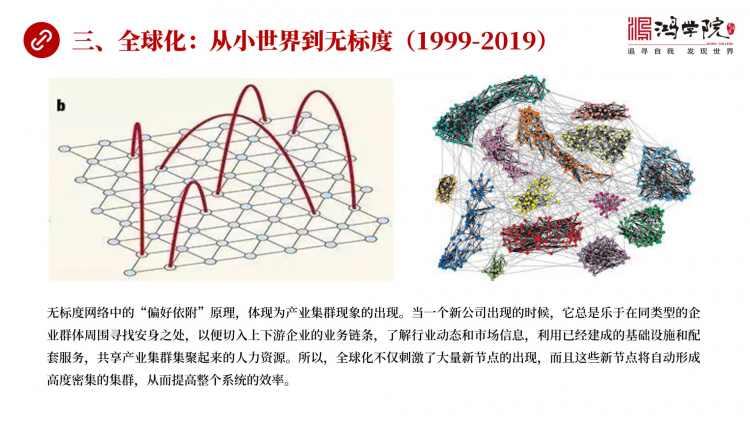 三、全球化：从小世界到无标度（1999-2019）
鸿学院
追寻自我 发现世界
b
无标度网络中的“偏好依附”原理，体现为产业集群现象的出现。当一个新公司出现的时候，它总是乐于在同类型的企
业群体周围寻找安身之处，以便切入上下游企业的业务链条，了解行业动态和市场信息，利用已经建成的基础设施和配
套服务，共享产业集群集聚起来的人力资源。所以，全球化不仅刺激了大量新节点的出现，而且这些新节点将自动形成
高度密集的集群，从而提高整个系统的效率。